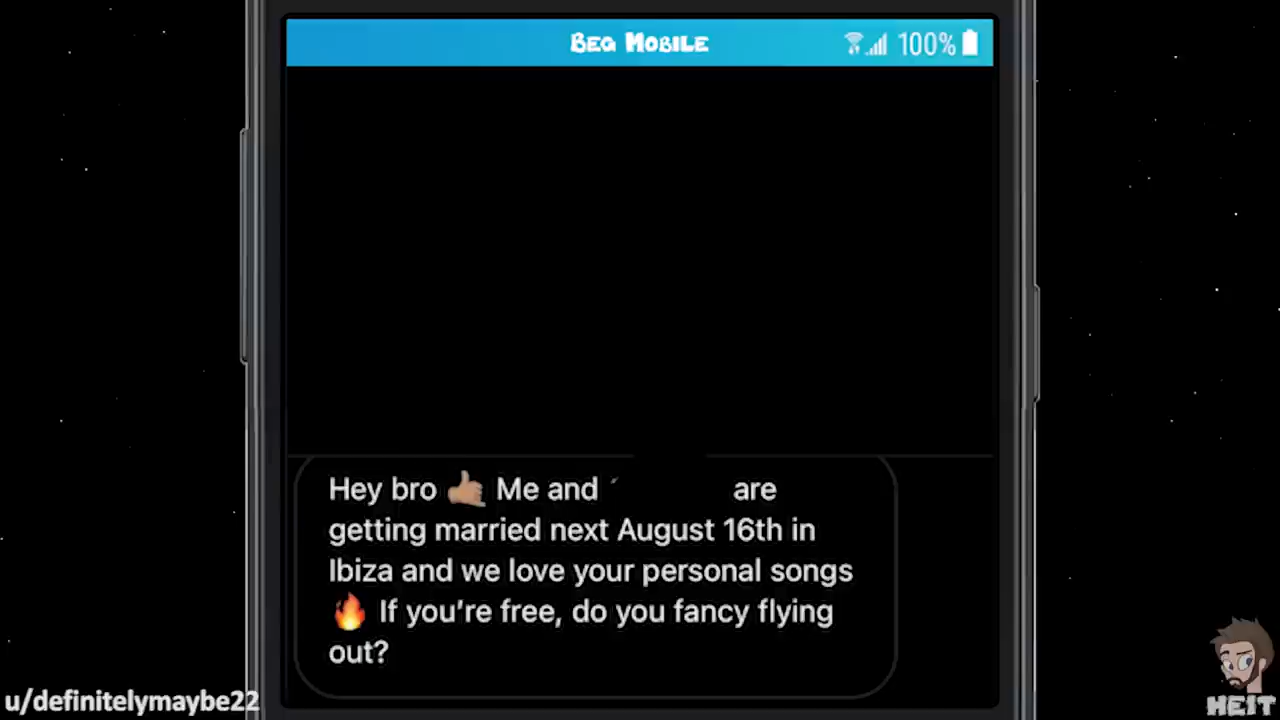 Beg Mobile
100%
Hey bro 🤙🏼 Me and are
getting married next August 16th in
Ibiza and we love your personal songs
🔥 If you're free, do you fancy flying
out?
u/definitelymaybe22
HEIT